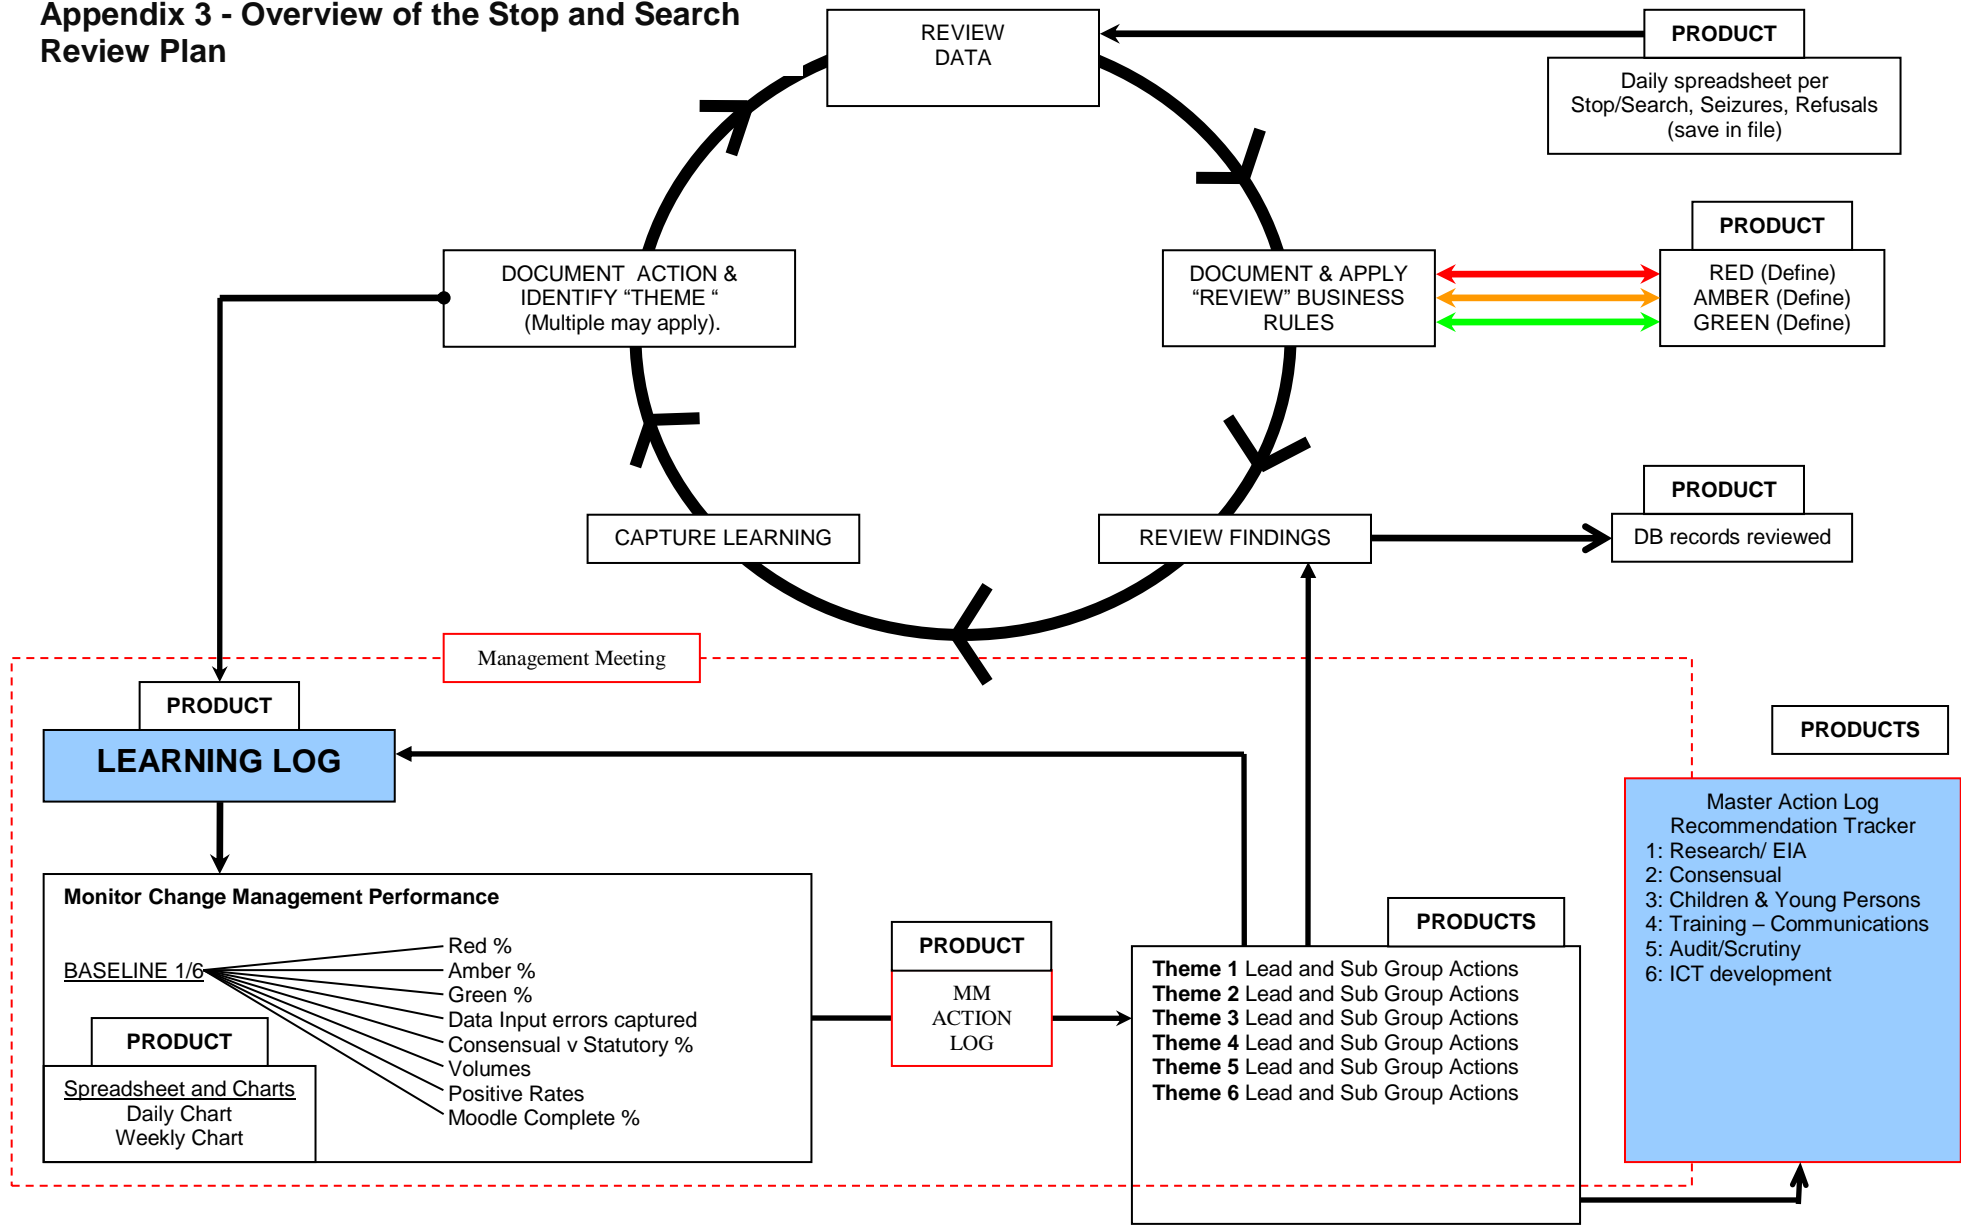 Appendix 3 - Overview of the Stop and Search
Review Plan
REVIEW
DATA
PRODUCT
Daily spreadsheet per
Stop/Search, Seizures, Refusals
(save in file)
DOCUMENT ACTION &
IDENTIFY “THEME “
(Multiple may apply).
DOCUMENT & APPLY
“REVIEW” BUSINESS
RULES
PRODUCT
RED (Define)
AMBER (Define)
GREEN (Define)
CAPTURE LEARNING
REVIEW FINDINGS
PRODUCT
DB records reviewed
Management Meeting
PRODUCT
LEARNING LOG
PRODUCTS
Master Action Log
Recommendation Tracker
1: Research/ EIA
2: Consensual
3: Children & Young Persons
4: Training – Communications
5: Audit/Scrutiny
6: ICT development
Monitor Change Management Performance
BASELINE 1/6
Red %
Amber %
Green %
Data Input errors captured
Consensual v Statutory %
Volumes
Positive Rates
Moodle Complete %
PRODUCT
Spreadsheet and Charts
Daily Chart
Weekly Chart
PRODUCT
MM
ACTION
LOG
PRODUCTS
Theme 1 Lead and Sub Group Actions
Theme 2 Lead and Sub Group Actions
Theme 3 Lead and Sub Group Actions
Theme 4 Lead and Sub Group Actions
Theme 5 Lead and Sub Group Actions
Theme 6 Lead and Sub Group Actions